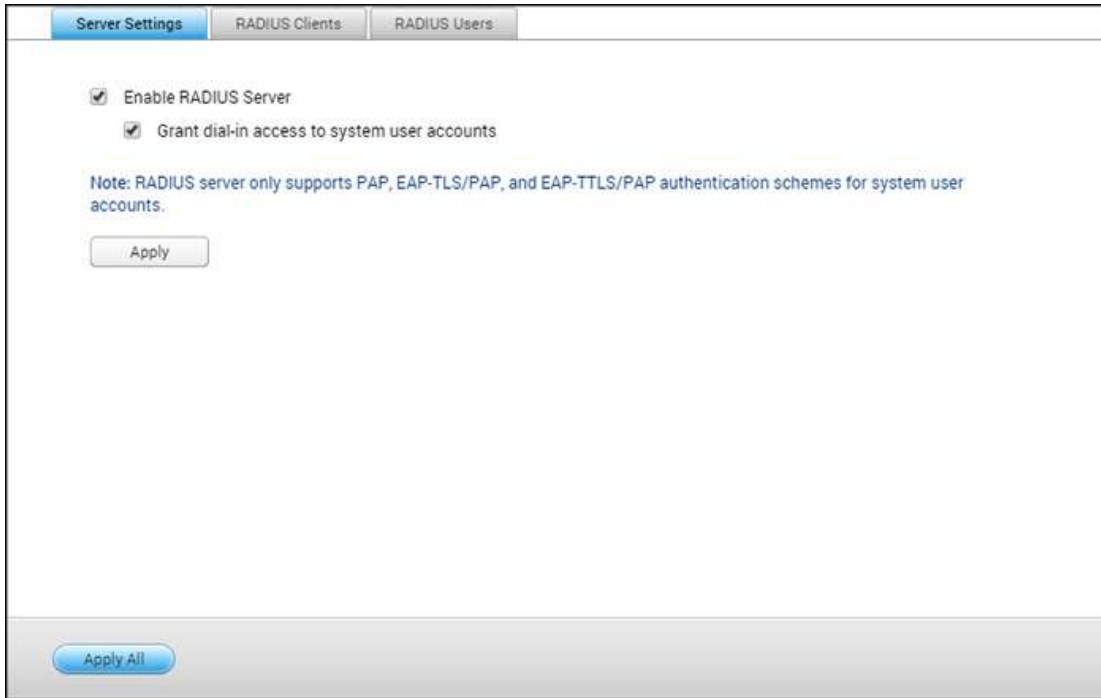 Server Settings
RADIUS Clients
RADIUS Users
Enable RADIUS Server
Grant dial-in access to system user accounts
Note: RADIUS server only supports PAP, EAP-TLS/PAP, and EAP-TTLS/PAP authentication schemes for system user
accounts.
Apply
Apply All